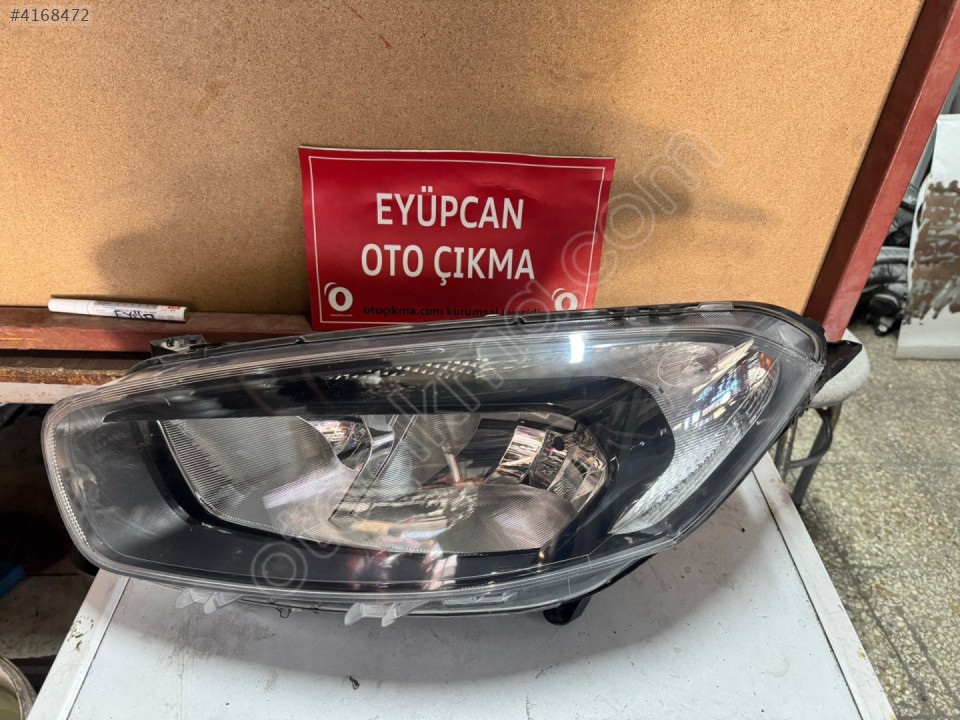 #4168472
EYÜPCAN
OTO ÇIKMA
otoçıkma.com kurumsal